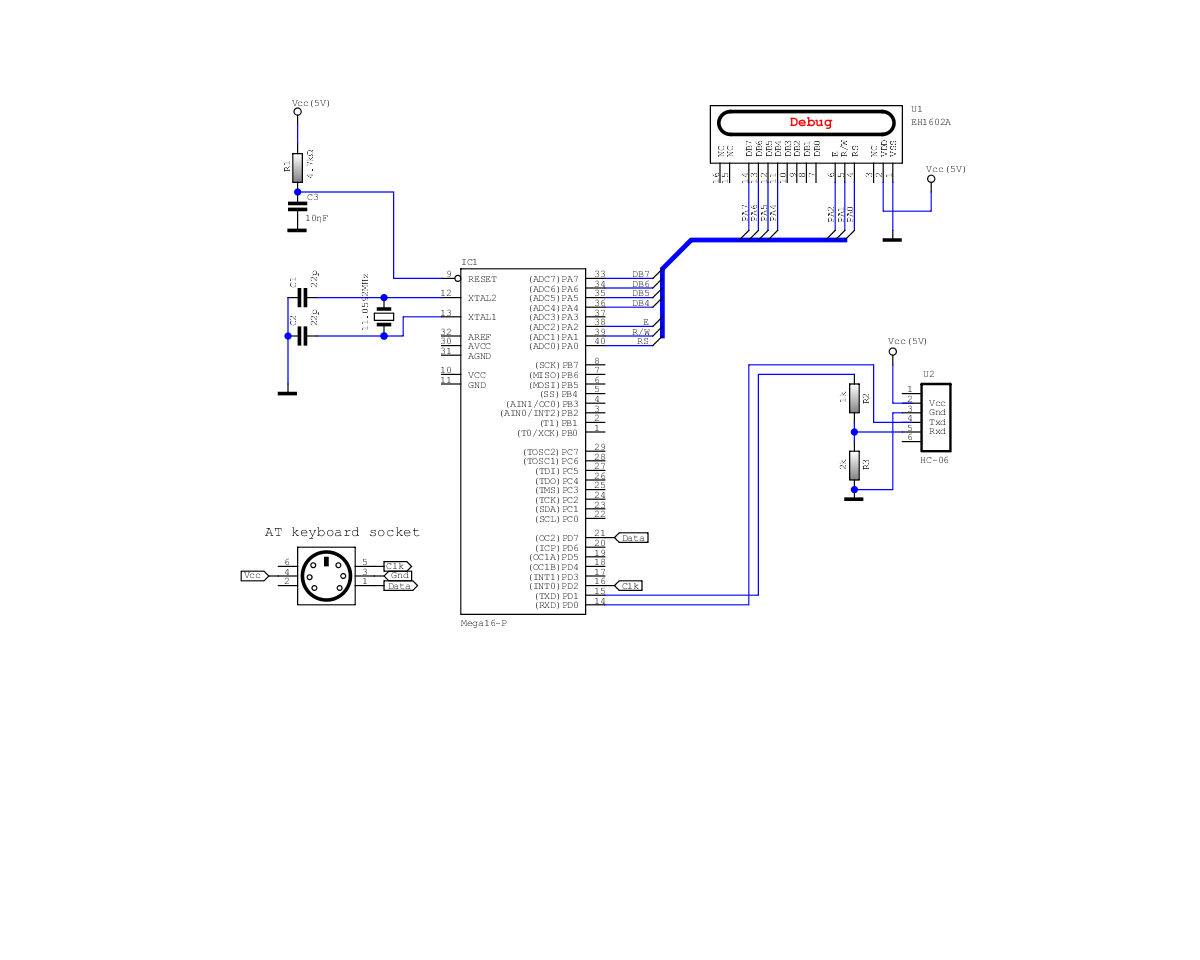 Vcc(5V)
R1
4.7kΩ
C3
10nF
C1
22p
C2
22p
11.0592MHz
IC1
9 RESET
12 XTAL2
13 XTAL1
32 AREF
30 AVCC
31 AGND
10 VCC
11 GND
(ADC7)PA7 33 DB7
(ADC6)PA6 34 DB6
(ADC5)PA5 35 DB5
(ADC4)PA4 36 DB4
(ADC3)PA3 37
(ADC2)PA2 38 E
(ADC1)PA1 39 R/W
(ADC0)PA0 40 RS
(SCK)PB7 8
(MISO)PB6 7
(MOSI)PB5 6
(SS)PB4 5
(AIN1/OC0)PB3 4
(AIN0/INT2)PB2 3
(T1)PB1 2
(T0/XCK)PB0 1
(TOSC2)PC7 29
(TOSC1)PC6 28
(TDI)PC5 27
(TDO)PC4 26
(TMS)PC3 25
(TCK)PC2 24
(SDA)PC1 23
(SCL)PC0 22
(OC2)PD7 21 Data
(ICP)PD6 20
(OC1A)PD5 19
(OC1B)PD4 18
(INT1)PD3 17
(INT0)PD2 16 Clk
(TXD)PD1 15
(RXD)PD0 14
Mega16-P
U1
EH1602A
Debug
NC NC DB7 DB6 DB5 DB4 DB3 DB2 DB1 DB0 E R/W RS NC VDD VSS
16 15 14 13 12 11 10 9 8 7 6 5 4 3 2 1
PA7 PA6 PA5 PA4 PA2 PA1 PA0
Vcc(5V)
Vcc(5V)
U2
1
2 Vcc
3 Gnd
4 Txd
5 Rxd
6
HC-06
1k
R2
2k
R3
AT keyboard socket
6 5 Clk
Vcc 4 3 Gnd
2 1 Data